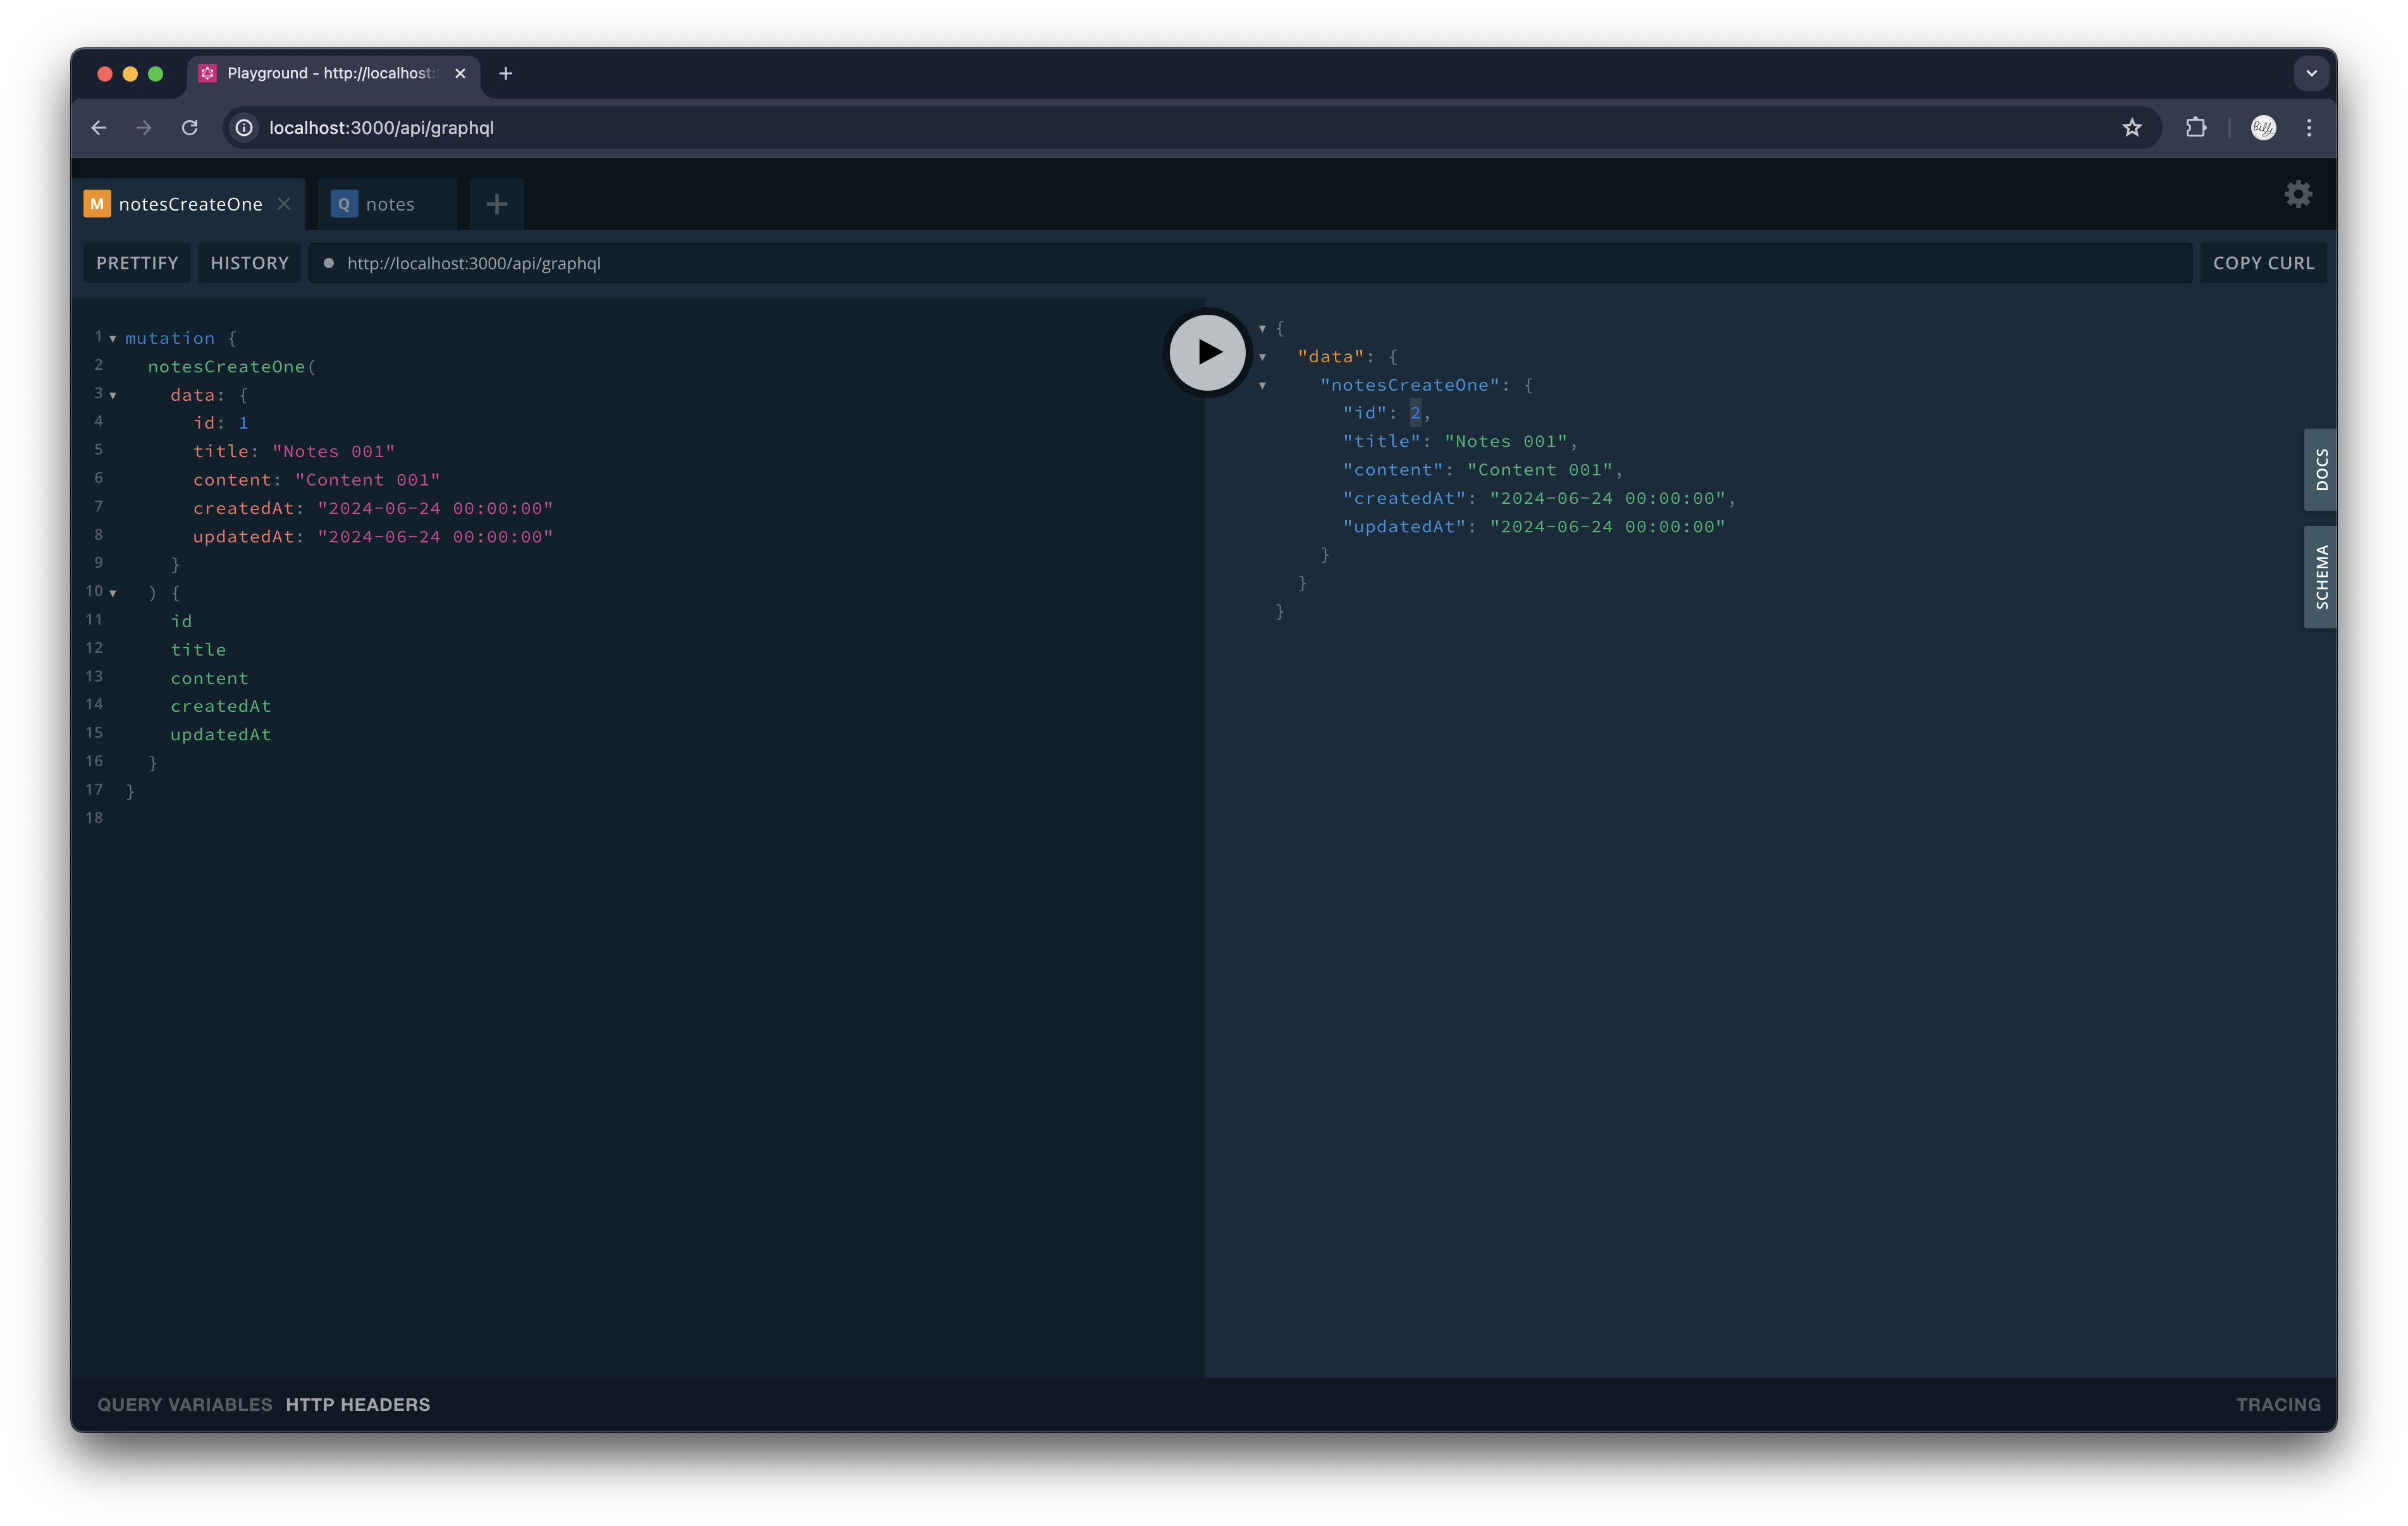 Playground - http://localhost:
localhost:3000/api/graphql
Billy
M notesCreateOne
Q notes
PRETTIFY
HISTORY
http://localhost:3000/api/graphql
COPY CURL
1 mutation {
2 notesCreateOne(
3 data: {
4 id: 1
5 title: "Notes 001"
6 content: "Content 001"
7 createdAt: "2024-06-24 00:00:00"
8 updatedAt: "2024-06-24 00:00:00"
9 }
10 ) {
11 id
12 title
13 content
14 createdAt
15 updatedAt
16 }
17 }
18
{
"data": {
"notesCreateOne": {
"id": 2,
"title": "Notes 001",
"content": "Content 001",
"createdAt": "2024-06-24 00:00:00",
"updatedAt": "2024-06-24 00:00:00"
}
}
}
DOCS
SCHEMA
QUERY VARIABLES
HTTP HEADERS
TRACING